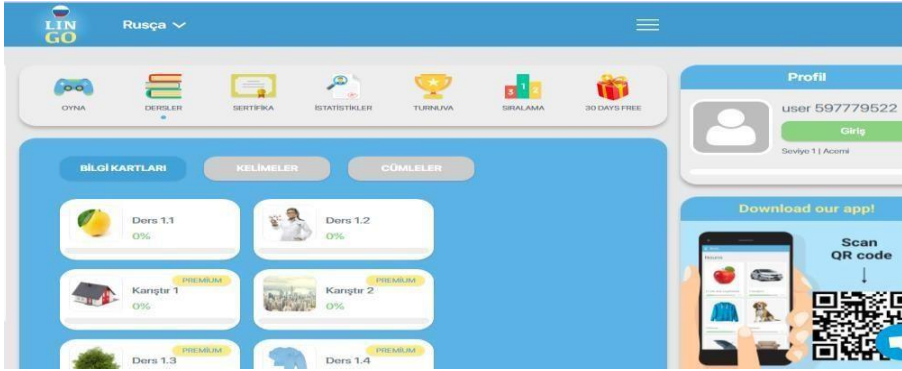 LIN
GO
Rusça
OYNA
DERSLER
SERTİFİKA
İSTATİSTİKLER
TURNUVA
3 1 2
SIRALAMA
30 DAYS FREE
BİLGİ KARTLARI
KELİMELER
CÜMLELER
Ders 1.1
0%
Ders 1.2
0%
PREMIUM
Karıştır 1
0%
PREMIUM
Karıştır 2
0%
PREMIUM
Ders 1.3
PREMIUM
Ders 1.4
Profil
user 597779522
Giriş
Seviye 1 | Acemi
Download our app!
Scan
QR code